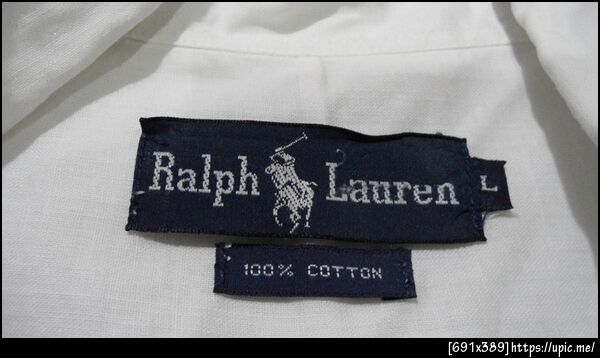 Ralph Lauren L
100% COTTON
[691x389]https://upic.me/